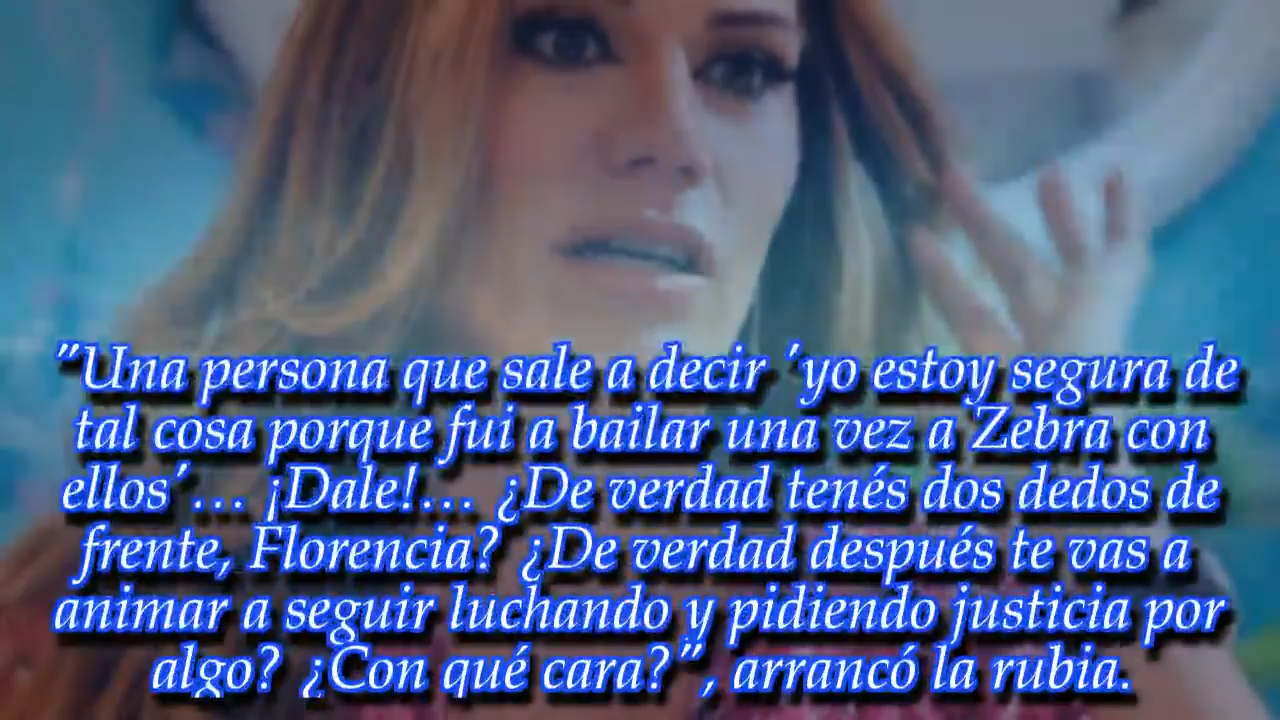 "Una persona que sale a decir ´yo estoy segura de
tal cosa porque fui a bailar una vez a Zebra con
ellos´… ¡Dale!… ¿De verdad tenés dos dedos de
frente, Florencia? ¿De verdad después te vas a
animar a seguir luchando y pidiendo justicia por
algo? ¿Con qué cara?", arrancó la rubia.